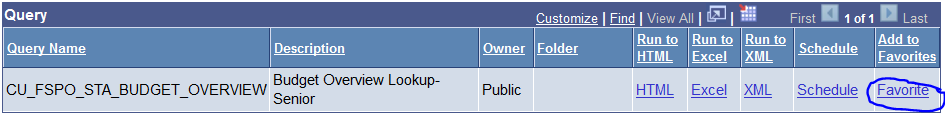 Query
Customize | Find | View All | | First 1 of 1 Last
Query Name Description Owner Folder Run to HTML Run to Excel Run to XML Schedule Add to Favorites
CU_FSPO_STA_BUDGET_OVERVIEW Budget Overview Lookup-Senior Public HTML Excel XML Schedule Favorite